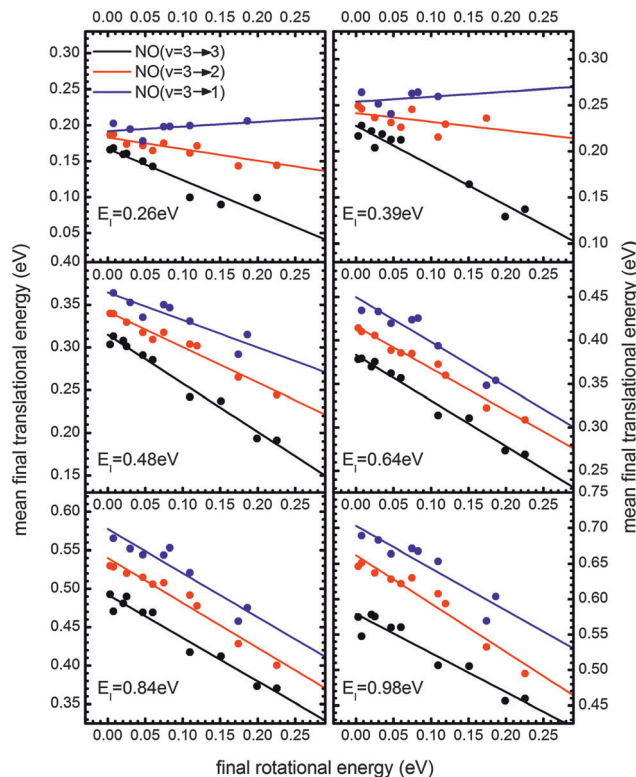 0.00 0.05 0.10 0.15 0.20 0.25
0.00 0.05 0.10 0.15 0.20 0.25
NO(v=3→3)
NO(v=3→2)
NO(v=3→1)
0.30
0.25
0.20
0.15
0.10
0.05
0.40
E_I=0.26eV
0.30
0.25
0.20
0.15
0.10
E_I=0.39eV
0.35
0.30
0.25
0.20
0.15
E_I=0.48eV
0.45
0.40
0.35
0.30
0.25
0.75
E_I=0.64eV
0.60
0.55
0.50
0.45
0.40
0.35
E_I=0.84eV
0.70
0.65
0.60
0.55
0.50
0.45
E_I=0.98eV
0.00 0.05 0.10 0.15 0.20 0.25
0.00 0.05 0.10 0.15 0.20 0.25
mean final translational energy (eV)
mean final translational energy (eV)
final rotational energy (eV)